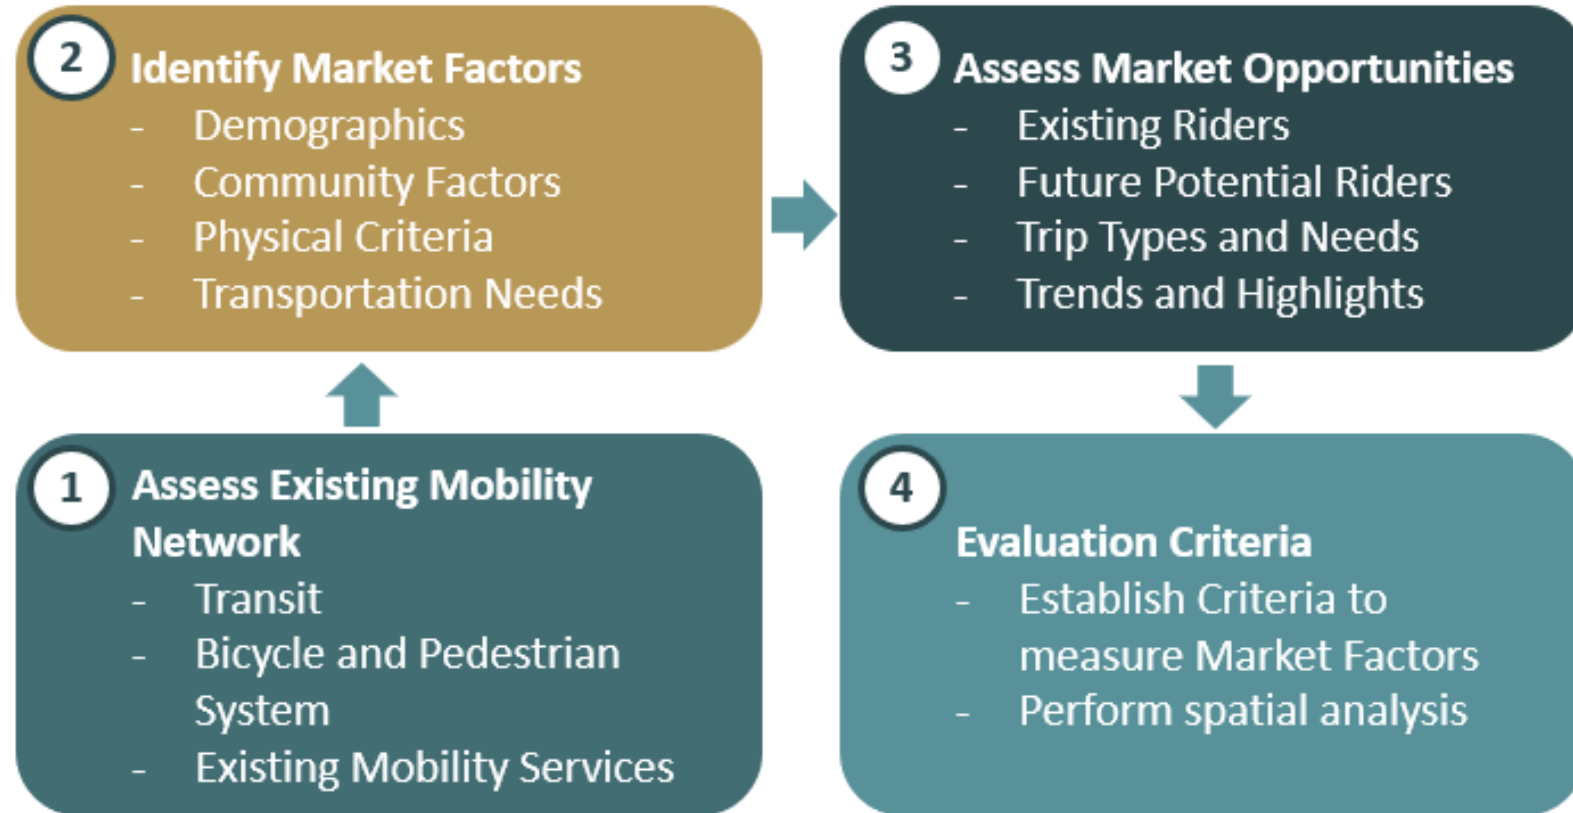 2
Identify Market Factors
- Demographics
- Community Factors
- Physical Criteria
- Transportation Needs
3
Assess Market Opportunities
- Existing Riders
- Future Potential Riders
- Trip Types and Needs
- Trends and Highlights
1
Assess Existing Mobility
Network
- Transit
- Bicycle and Pedestrian
System
- Existing Mobility Services
4
Evaluation Criteria
- Establish Criteria to
measure Market Factors
- Perform spatial analysis